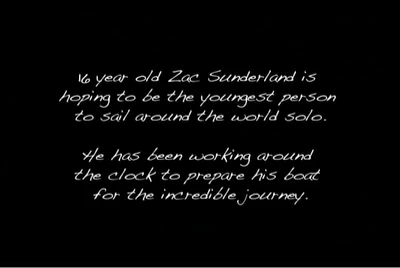 16 year old Zac Sunderland is
hoping to be the youngest person
to sail around the world solo.
He has been working around
the clock to prepare his boat
for the incredible journey.